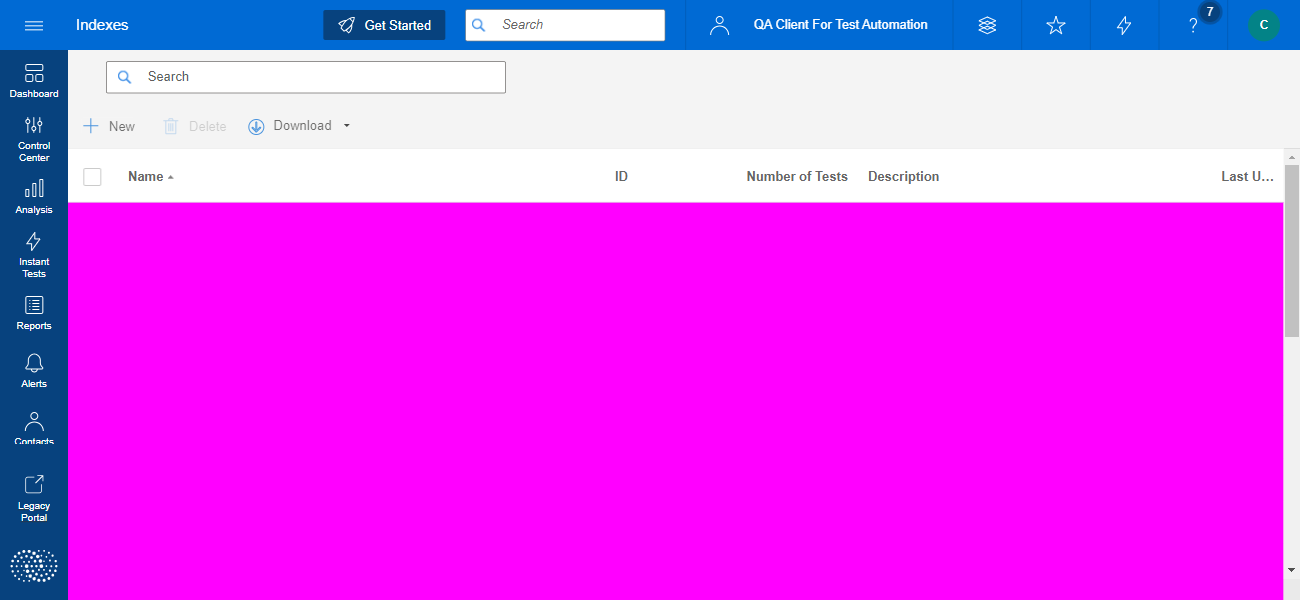 Indexes
Get Started
Search
QA Client For Test Automation
7
?
C
Dashboard
Control
Center
Analysis
Instant
Tests
Reports
Alerts
Contacts
Legacy
Portal
Search
New
Delete
Download
Name
ID
Number of Tests
Description
Last U...